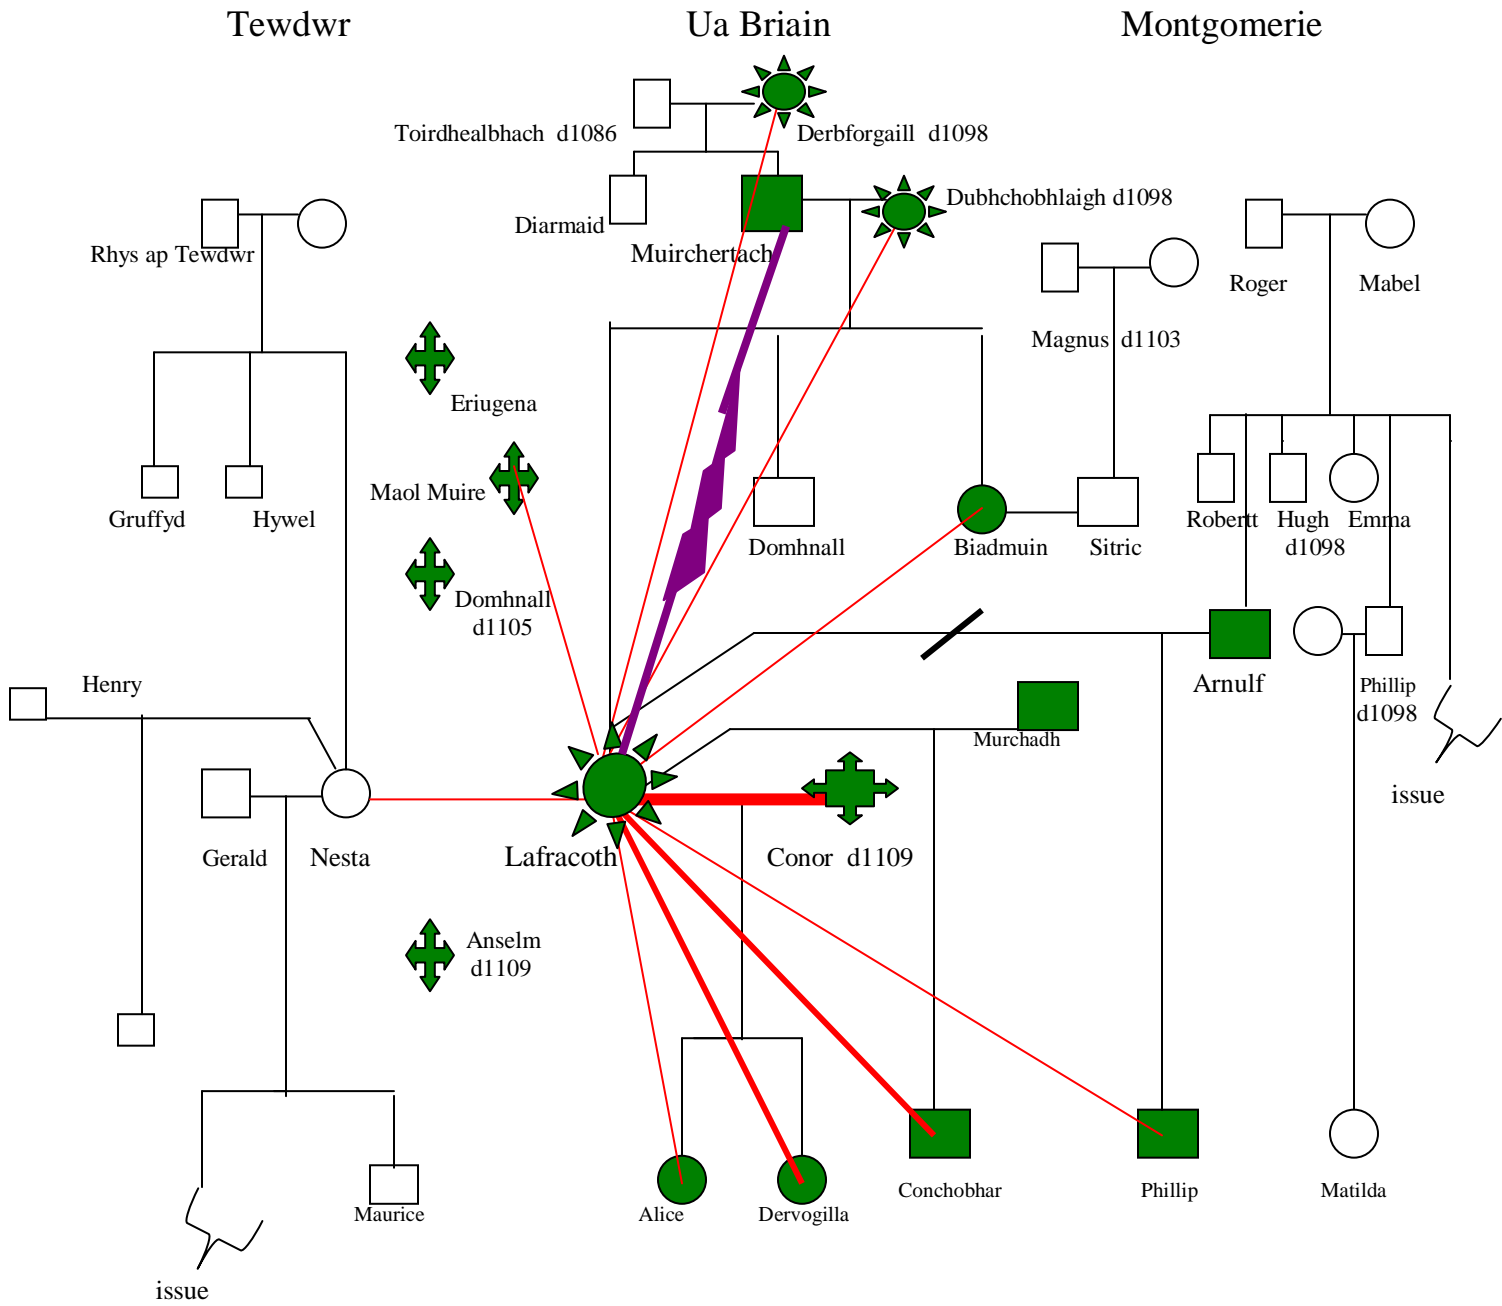 Tewdwr
Ua Briain
Montgomerie
Toirdhealbhach d1086
Derbforgaill d1098
Diarmaid
Muirchertach
Dubhchobhlaigh d1098
Rhys ap Tewdwr
Roger
Mabel
Magnus d1103
Eriugena
Maol Muire
Gruffyd
Hywel
Domhnall
Biadmuin
Sitric
Robertt
Hugh
d1098
Emma
Domhnall
d1105
Henry
Arnulf
Phillip
d1098
Murchadh
issue
Gerald
Nesta
Lafracoth
Conor d1109
Anselm
d1109
Maurice
Alice
Dervogilla
Conchobhar
Phillip
Matilda
issue